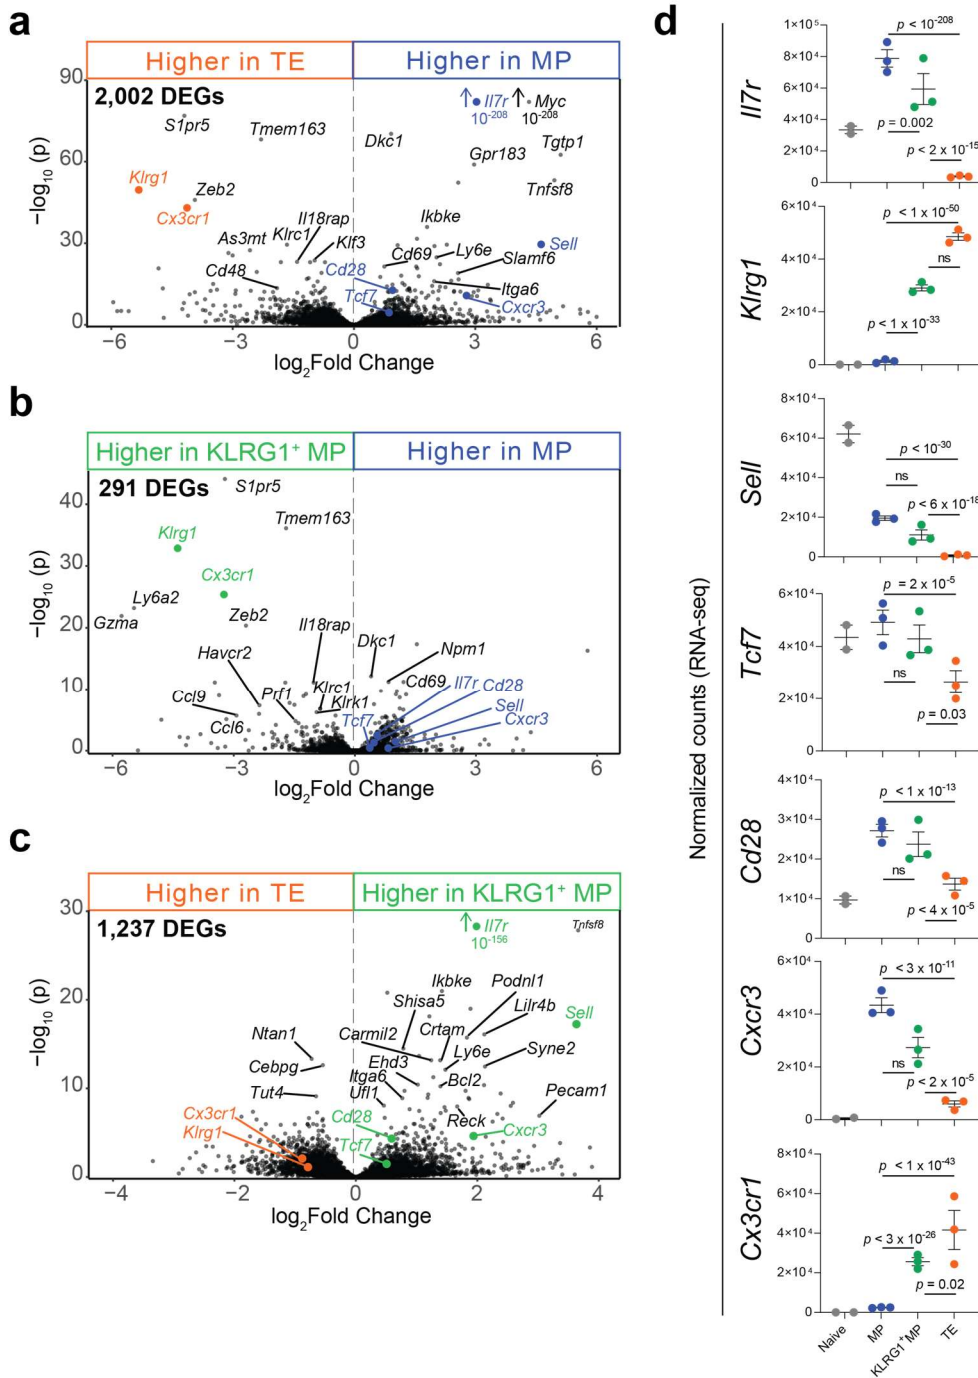 a
Higher in TE
Higher in MP
2,002 DEGs
90
60
30
0
−log10 (p)
S1pr5
Tmem163
Klrg1
Zeb2
Cx3cr1
As3mt
Klrc1
Il18rap
Klf3
Cd48
Cd28
Tcf7
Dkc1
Il7r
10-208
Myc
10-208
Tgtp1
Gpr183
Tnfsf8
Ikbke
Sell
Ly6e
Cd69
Slamf6
Itga6
Cxcr3
−6
−3
0
3
6
log2Fold Change
b
Higher in KLRG1+ MP
Higher in MP
291 DEGs
40
30
20
10
0
−log10 (p)
S1pr5
Tmem163
Klrg1
Cx3cr1
Ly6a2
Gzma
Zeb2
Il18rap
Havcr2
Dkc1
Npm1
Ccl9
Prf1
Klrc1
Klrk1
Ccl6
Cd69
Il7r
Cd28
Tcf7
Sell
Cxcr3
−6
−3
0
3
6
log2Fold Change
c
Higher in TE
Higher in KLRG1+ MP
1,237 DEGs
30
20
10
0
−log10 (p)
Il7r
10-156
Tnfsf8
Ikbke
Podnl1
Shisa5
Lilr4b
Sell
Ntan1
Carmil2
Crtam
Cebpg
Ehd3
Ly6e
Syne2
Tut4
Itga6
Bcl2
Ufl1
Pecam1
Cx3cr1
Klrg1
Cd28
Reck
Cxcr3
Tcf7
−4
−2
0
2
4
log2Fold Change
d
Normalized counts (RNA-seq)
Il7r
1×10⁵
8×10⁴
6×10⁴
4×10⁴
2×10⁴
0
p < 10-208
p = 0.002
p < 2 x 10-15
Klrg1
6×10⁴
4×10⁴
2×10⁴
0
p < 1 x 10-50
ns
p < 1 x 10-33
Sell
8×10⁴
6×10⁴
4×10⁴
2×10⁴
0
p < 10-30
ns
p < 6 x 10-18
Tcf7
6×10⁴
4×10⁴
2×10⁴
0
p = 2 x 10-5
ns
p = 0.03
Cd28
4×10⁴
3×10⁴
2×10⁴
1×10⁴
0
p < 1 x 10-13
ns
p < 4 x 10-5
Cxcr3
6×10⁴
4×10⁴
2×10⁴
0
p < 3 x 10-11
ns
p < 2 x 10-5
Cx3cr1
8×10⁴
6×10⁴
4×10⁴
2×10⁴
0
p < 1 x 10-43
p < 3 x 10-26
p = 0.02
Naive
MP
KLRG1+MP
TE